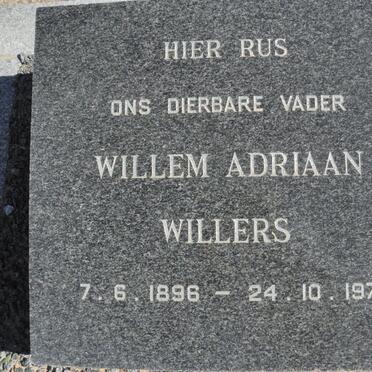 HIER RUS
ONS DIERBARE VADER
WILLEM ADRIAAN
WILLERS
7.6.1896 - 24.10.197